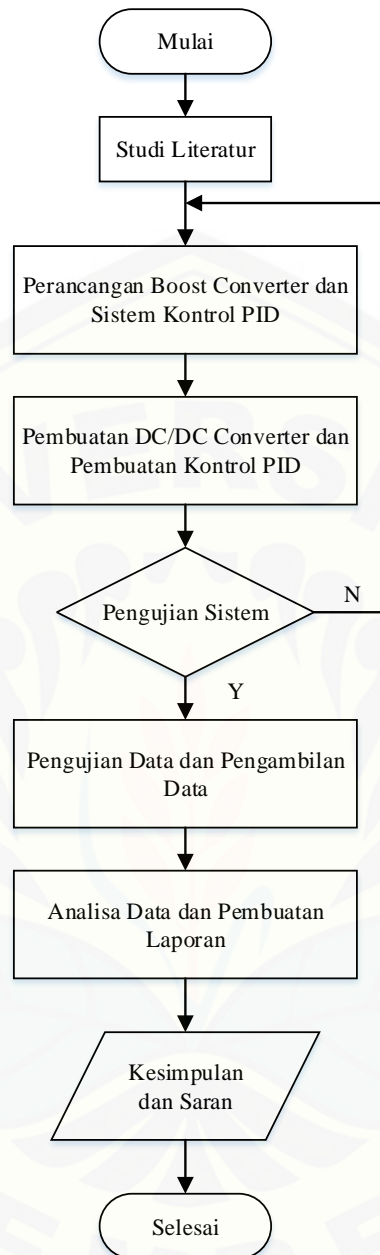 Mulai
Studi Literatur
Perancangan Boost Converter dan
Sistem Kontrol PID
Pembuatan DC/DC Converter dan
Pembuatan Kontrol PID
Pengujian Sistem
N
Y
Pengujian Data dan Pengambilan
Data
Analisa Data dan Pembuatan
Laporan
Kesimpulan
dan Saran
Selesai